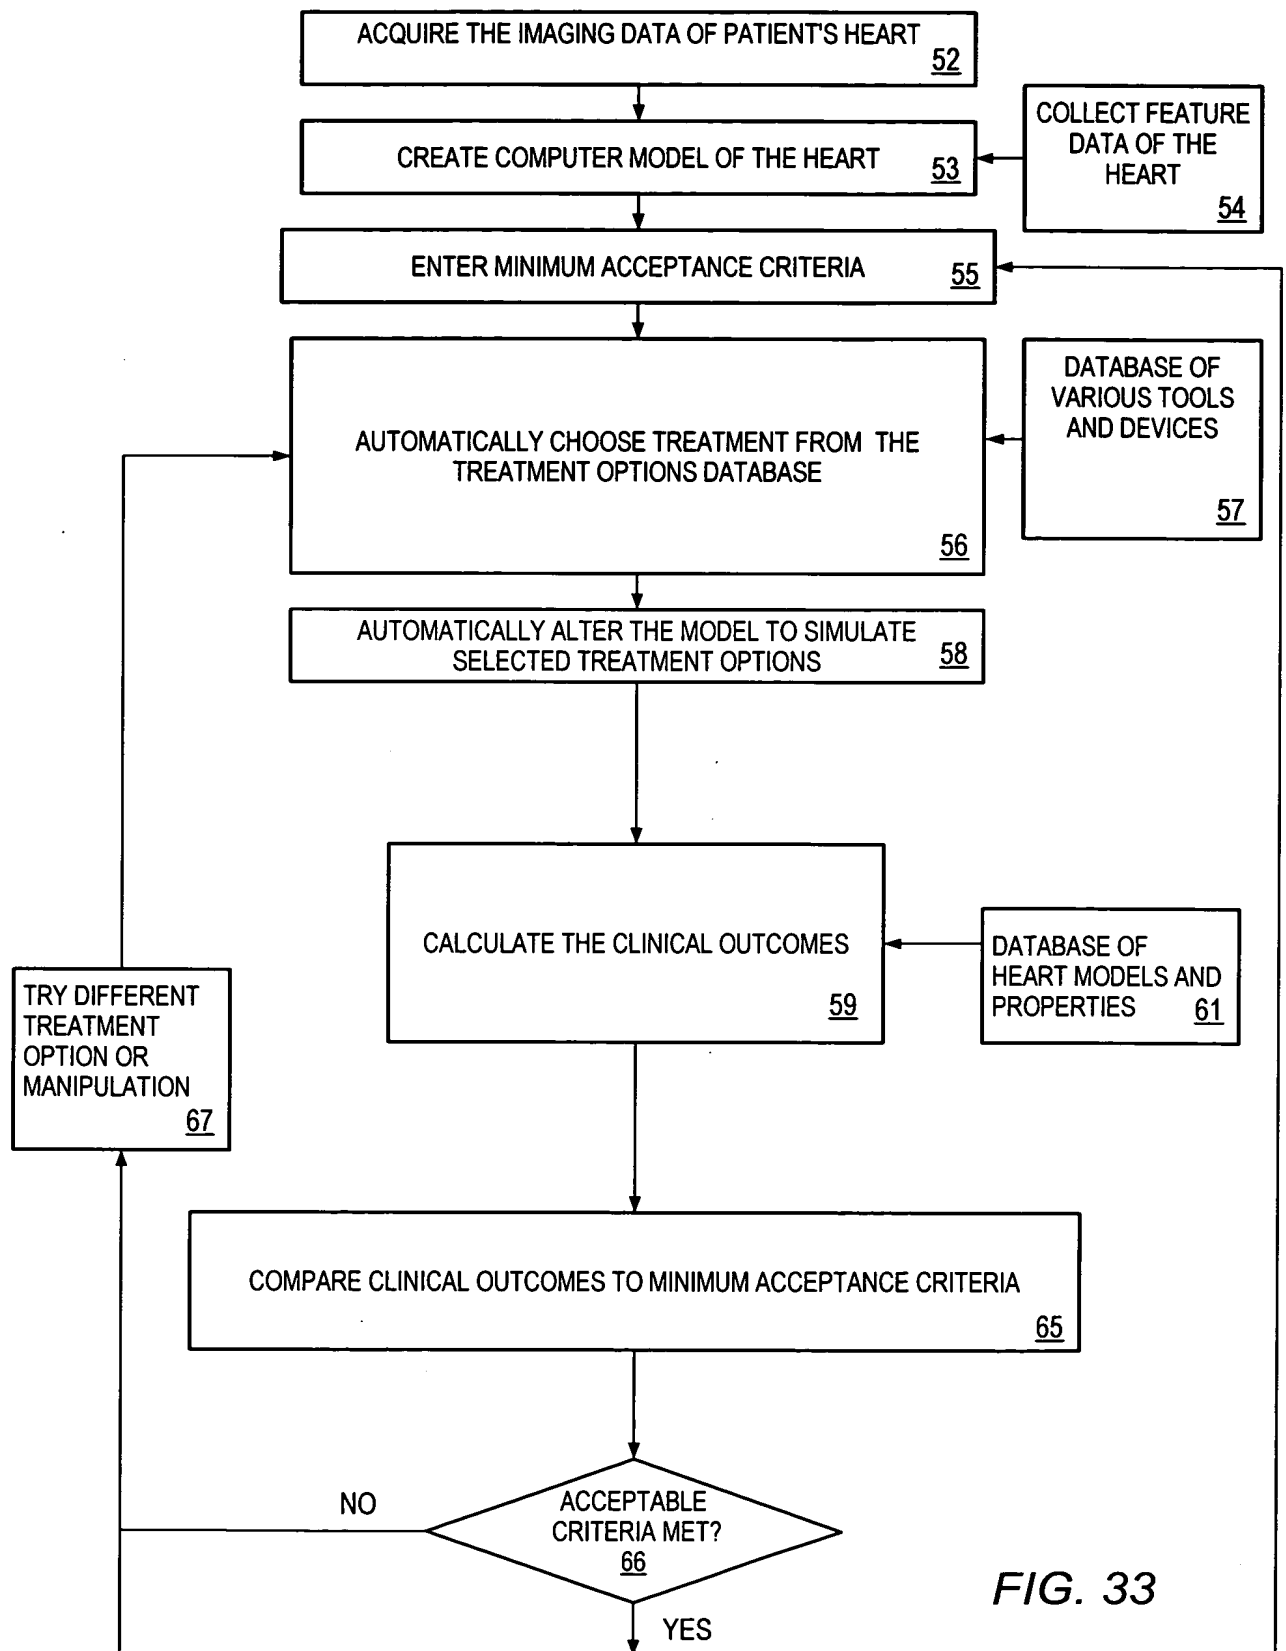 ACQUIRE THE IMAGING DATA OF PATIENT'S HEART
52
CREATE COMPUTER MODEL OF THE HEART
53
COLLECT FEATURE
DATA OF THE
HEART
54
ENTER MINIMUM ACCEPTANCE CRITERIA
55
AUTOMATICALLY CHOOSE TREATMENT FROM THE
TREATMENT OPTIONS DATABASE
56
DATABASE OF
VARIOUS TOOLS
AND DEVICES
57
AUTOMATICALLY ALTER THE MODEL TO SIMULATE
SELECTED TREATMENT OPTIONS
58
CALCULATE THE CLINICAL OUTCOMES
59
DATABASE OF
HEART MODELS AND
PROPERTIES 61
TRY DIFFERENT
TREATMENT
OPTION OR
MANIPULATION
67
COMPARE CLINICAL OUTCOMES TO MINIMUM ACCEPTANCE CRITERIA
65
NO
ACCEPTABLE
CRITERIA MET?
66
YES
FIG. 33